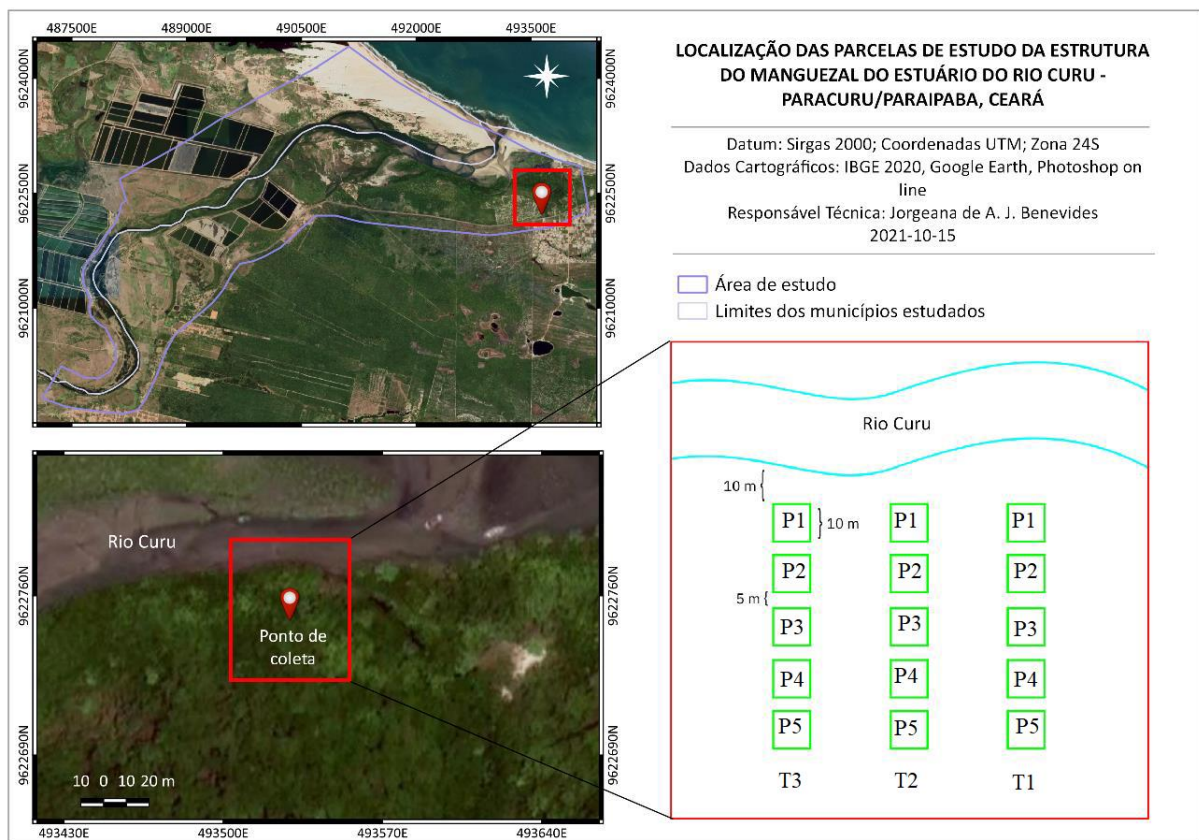 487500E 489000E 490500E 492000E 493500E
9624000N
9622500N
9621000N
9624000N
9622500N
9621000N
LOCALIZAÇÃO DAS PARCELAS DE ESTUDO DA ESTRUTURA
DO MANGUEZAL DO ESTUÁRIO DO RIO CURU -
PARACURU/PARAIPABA, CEARÁ
Datum: Sirgas 2000; Coordenadas UTM; Zona 24S
Dados Cartográficos: IBGE 2020, Google Earth, Photoshop on
line
Responsável Técnica: Jorgeana de A. J. Benevides
2021-10-15
Área de estudo
Limites dos municípios estudados
Rio Curu
Ponto de
coleta
9622760N
9622690N
9622760N
9622690N
10 0 10 20 m
493430E 493500E 493570E 493640E
Rio Curu
10 m
P1 10 m P1 P1
P2 P2 P2
5 m
P3 P3 P3
P4 P4 P4
P5 P5 P5
T3 T2 T1